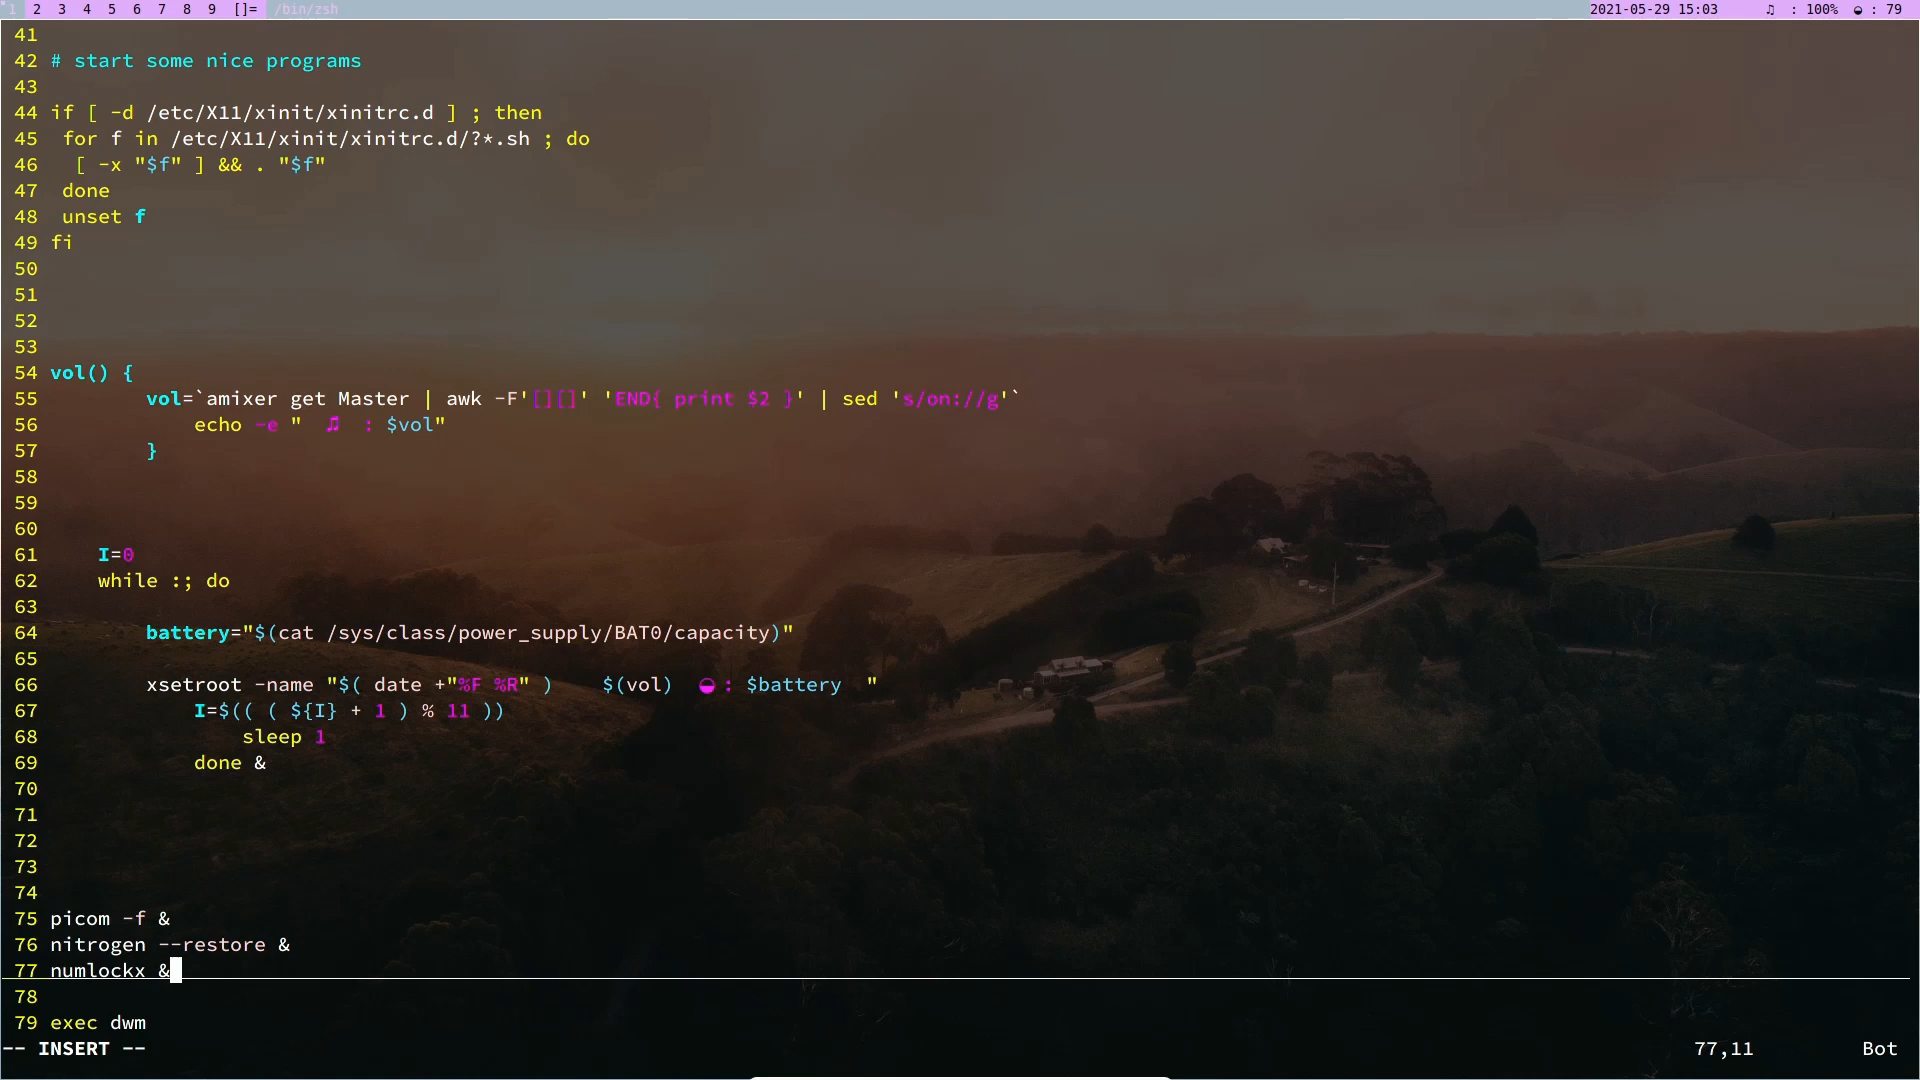 1 2 3 4 5 6 7 8 9 []= /bin/zsh 2021-05-29 15:03 ♫ : 100% ◒ : 79
41
42 # start some nice programs
43
44 if [ -d /etc/X11/xinit/xinitrc.d ] ; then
45  for f in /etc/X11/xinit/xinitrc.d/?*.sh ; do
46   [ -x "$f" ] && . "$f"
47  done
48  unset f
49 fi
50
51
52
53
54 vol() {
55         vol=`amixer get Master | awk -F'[][]' 'END{ print $2 }' | sed 's/on://g'`
56             echo -e "  ♫  : $vol"
57         }
58
59
60
61     I=0
62     while :; do
63
64         battery="$(cat /sys/class/power_supply/BAT0/capacity)"
65
66         xsetroot -name "$( date +"%F %R" )    $(vol)  ◒ : $battery  "
67             I=$(( ( ${I} + 1 ) % 11 ))
68                 sleep 1
69             done &
70
71
72
73
74
75 picom -f &
76 nitrogen --restore &
77 numlockx &
78
79 exec dwm
-- INSERT -- 77,11 Bot